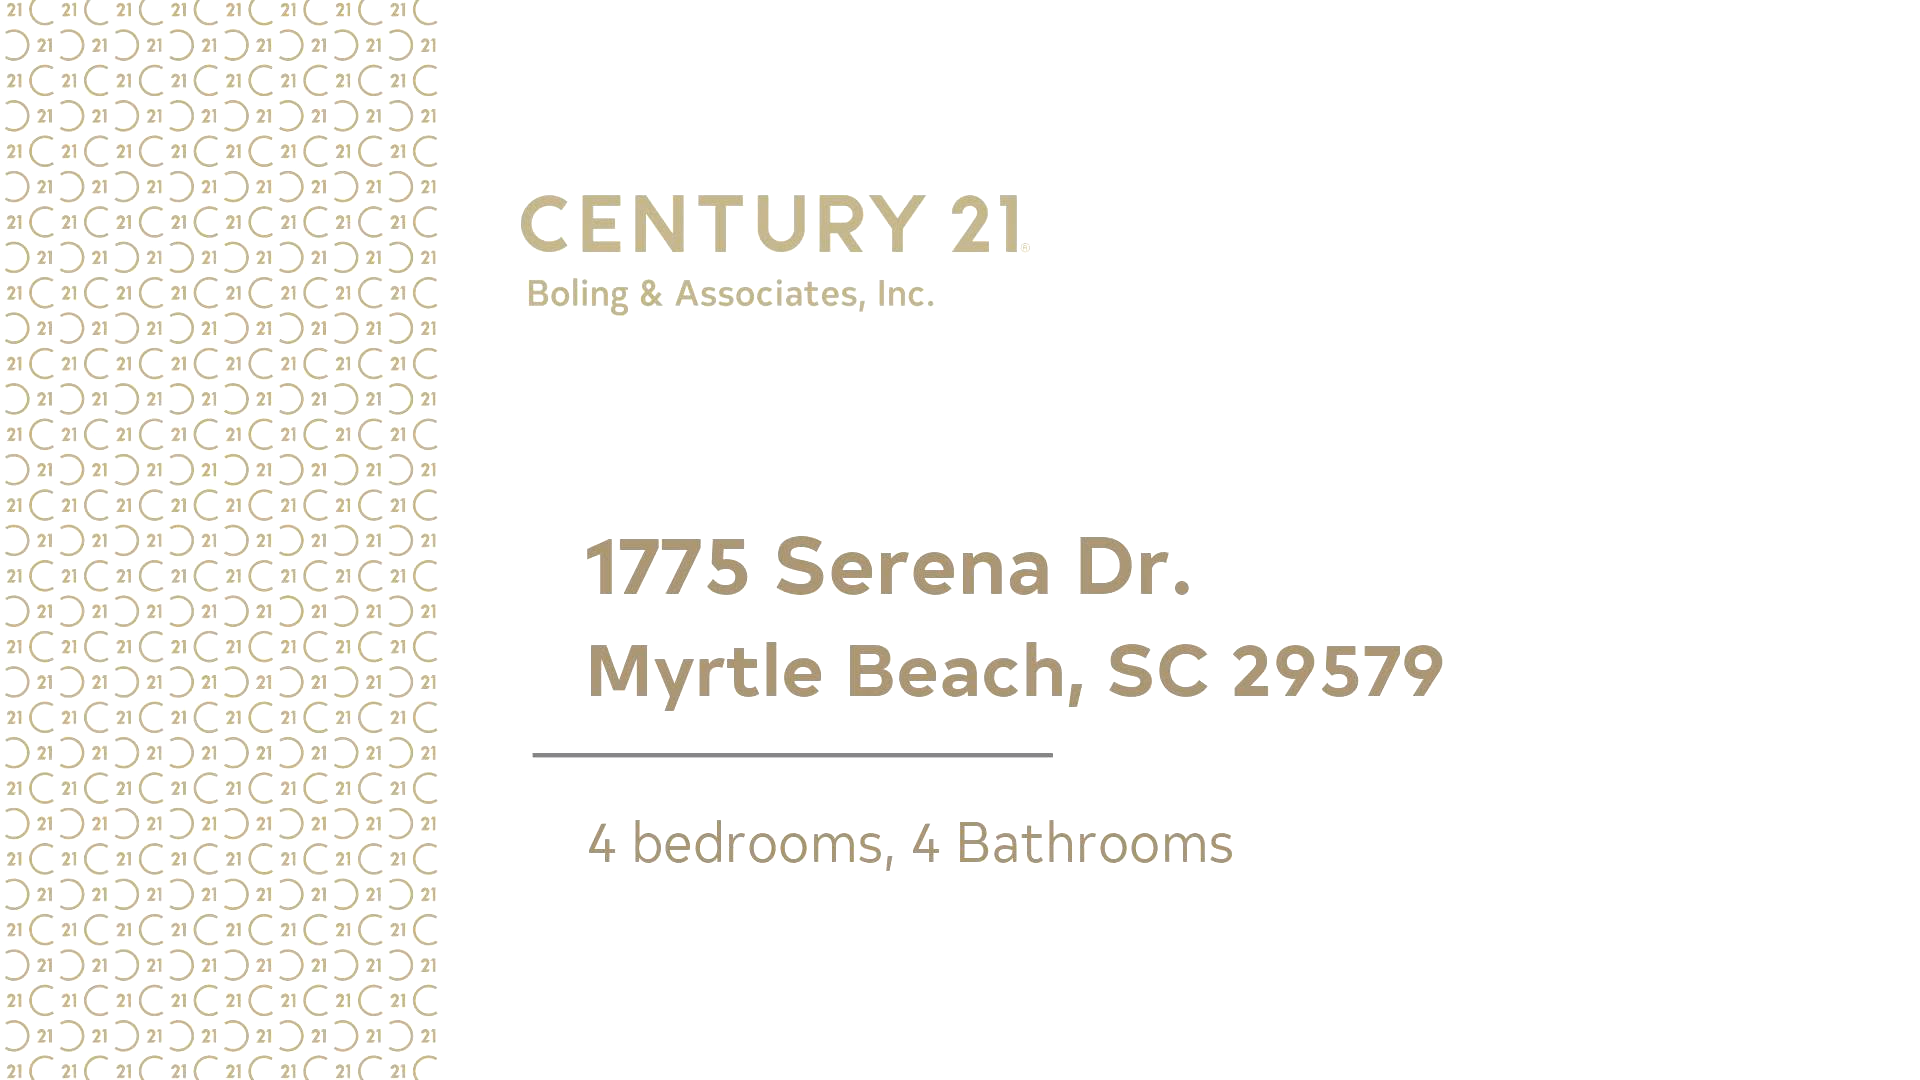 CENTURY 21®
Boling & Associates, Inc.
1775 Serena Dr.
Myrtle Beach, SC 29579
4 bedrooms, 4 Bathrooms